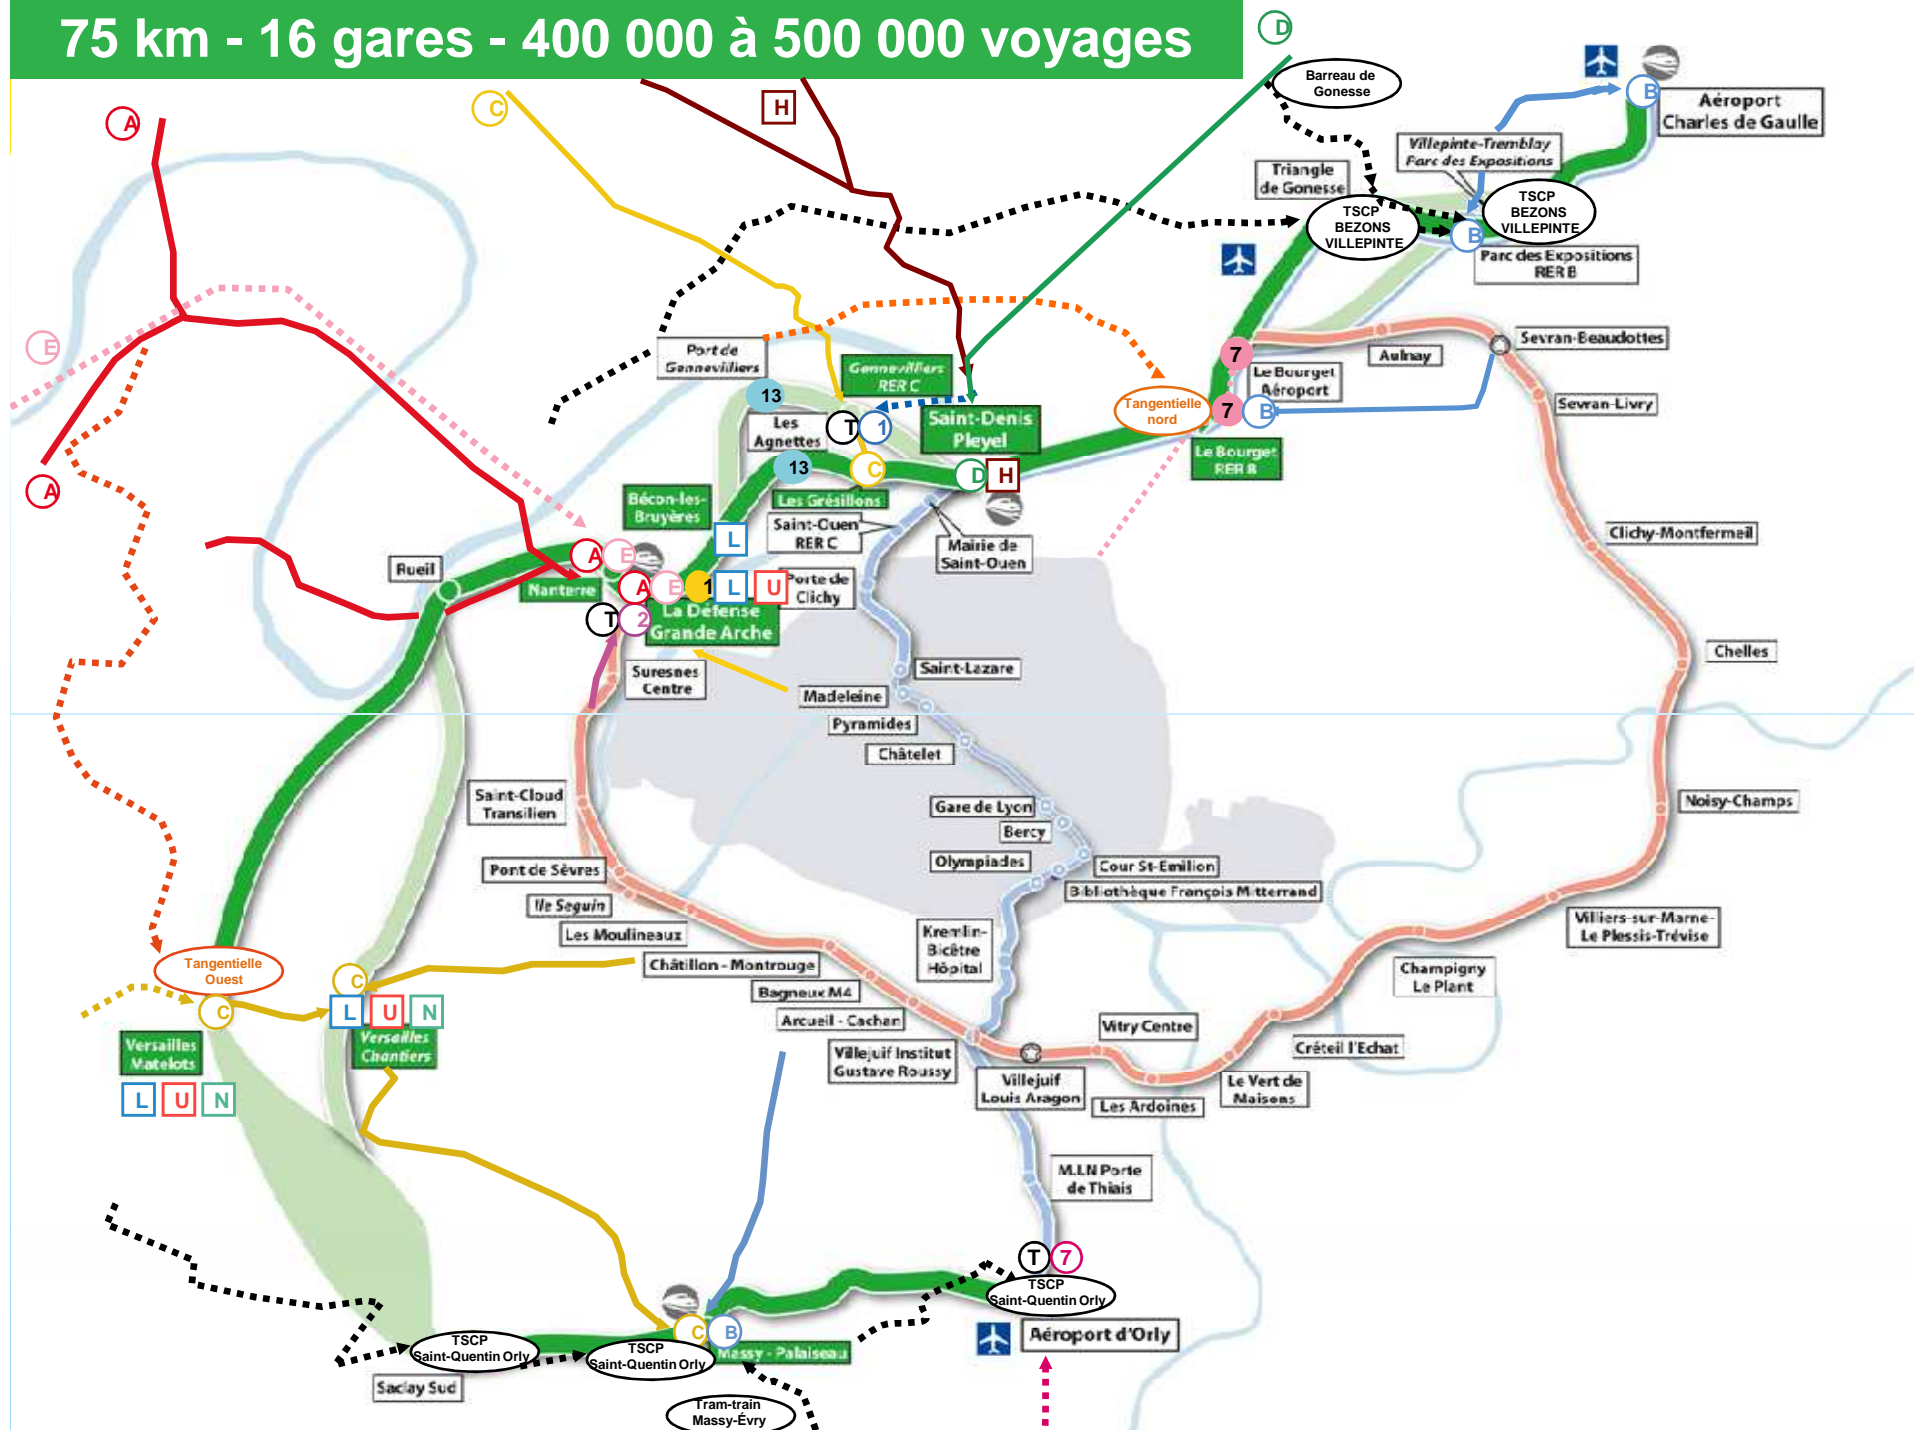 75 km - 16 gares - 400 000 à 500 000 voyages
D
Barreau de
Gonesse
B
Aéroport
Charles de Gaulle
A
C
H
Villepinte-Tremblay
Parc des Expositions
Triangle
de Gonesse
TSCP
BEZONS
VILLEPINTE
TSCP
BEZONS
VILLEPINTE
B
Parc des Expositions
RER B
E
Port de
Gennevilliers
Gennevilliers
RER C
7
Le Bourget
Aéroport
Aulnay
Sevran-Beaudottes
Sevran-Livry
13
Les
Agnettes
T
1
Saint-Denis
Pleyel
Tangentielle
nord
7
B
Le Bourget
RER B
13
C
D
H
Les Grésillons
A
Bécon-les-
Bruyères
L
Saint-Ouen
RER C
Mairie de
Saint-Ouen
Clichy-Montfermeil
Rueil
A
E
Nanterre
A
E
1
L
U
Porte de
Clichy
T
2
La Défense
Grande Arche
Suresnes
Centre
Saint-Lazare
Chelles
Madeleine
Pyramides
Châtelet
Saint-Cloud
Transilien
Gare de Lyon
Bercy
Noisy-Champs
Pont de Sèvres
Olympiades
Cour St-Emilion
Bibliothèque François Mitterrand
Ile Seguin
Les Moulineaux
Kremlin-
Bicêtre
Hôpital
Villiers-sur-Marne-
Le Plessis-Trévise
Châtillon - Montrouge
Champigny
Le Plant
Tangentielle
Ouest
C
C
L
U
N
Bagneux M4
Arcueil - Cachan
Vitry Centre
Créteil l'Echat
Versailles
Matelots
Versailles
Chantiers
Villejuif Institut
Gustave Roussy
Villejuif
Louis Aragon
Les Ardoines
Le Vert de
Maisons
L
U
N
M.I.N Porte
de Thiais
T
7
TSCP
Saint-Quentin Orly
Aéroport d'Orly
C
B
Massy - Palaiseau
TSCP
Saint-Quentin Orly
TSCP
Saint-Quentin Orly
Saclay Sud
Tram-train
Massy-Évry